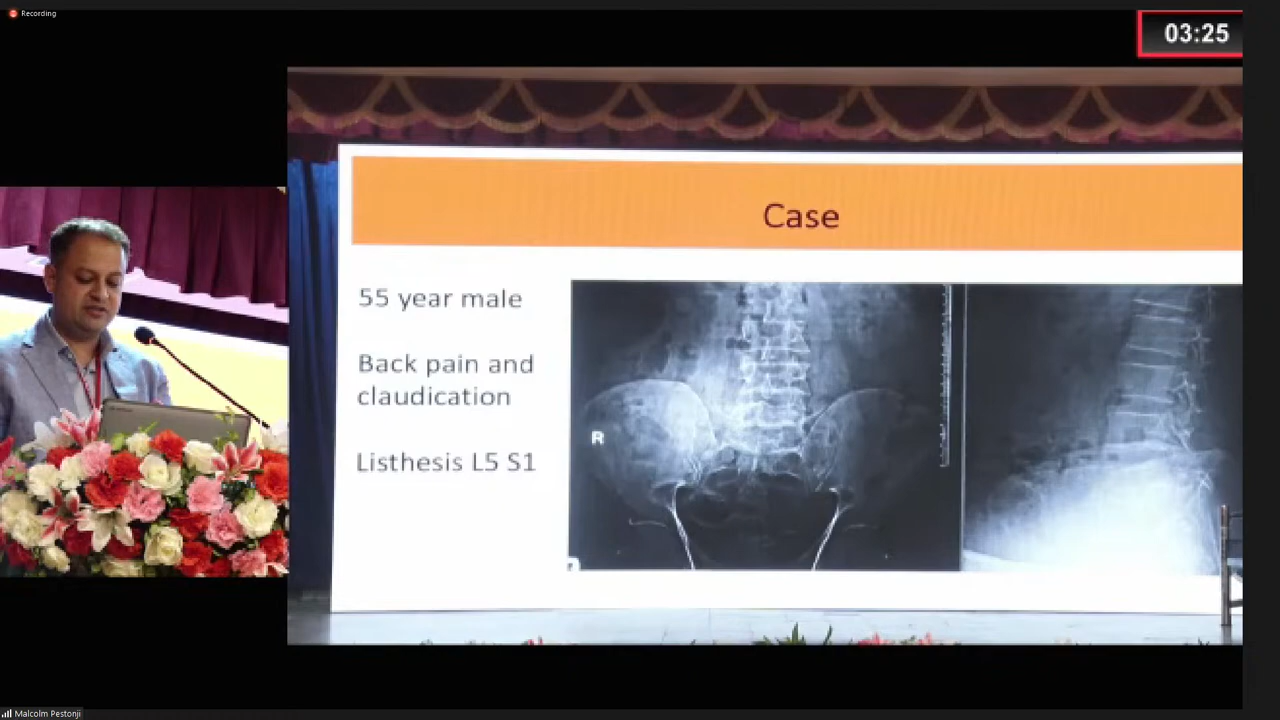 Recording
03:25
Case
55 year male
Back pain and
claudication
Listhesis L5 S1
R
Malcolm Pestonji